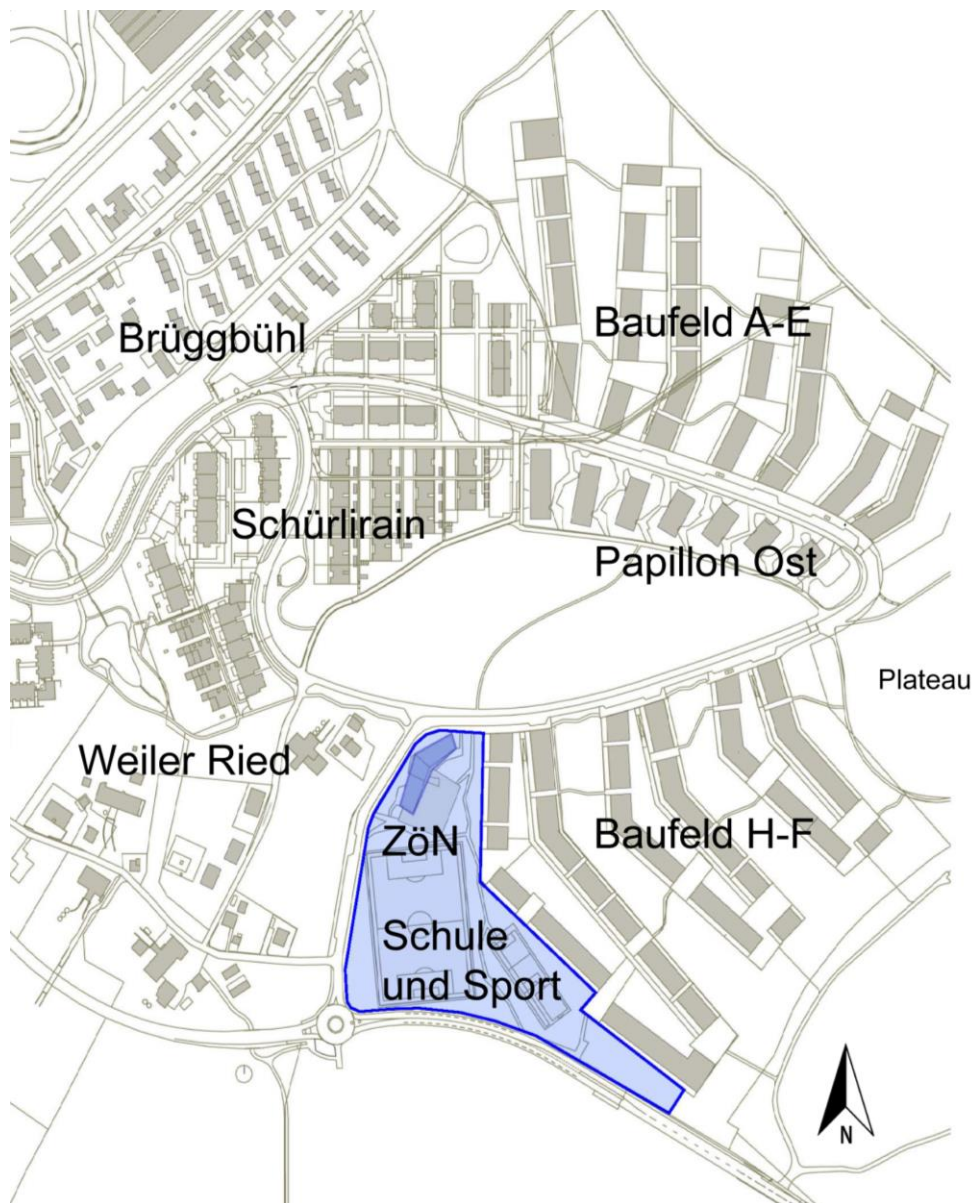 Brüggbühl
Baufeld A-E
Schürlirain
Papillon Ost
Plateau
Weiler Ried
ZöN
Baufeld H-F
Schule
und Sport
N